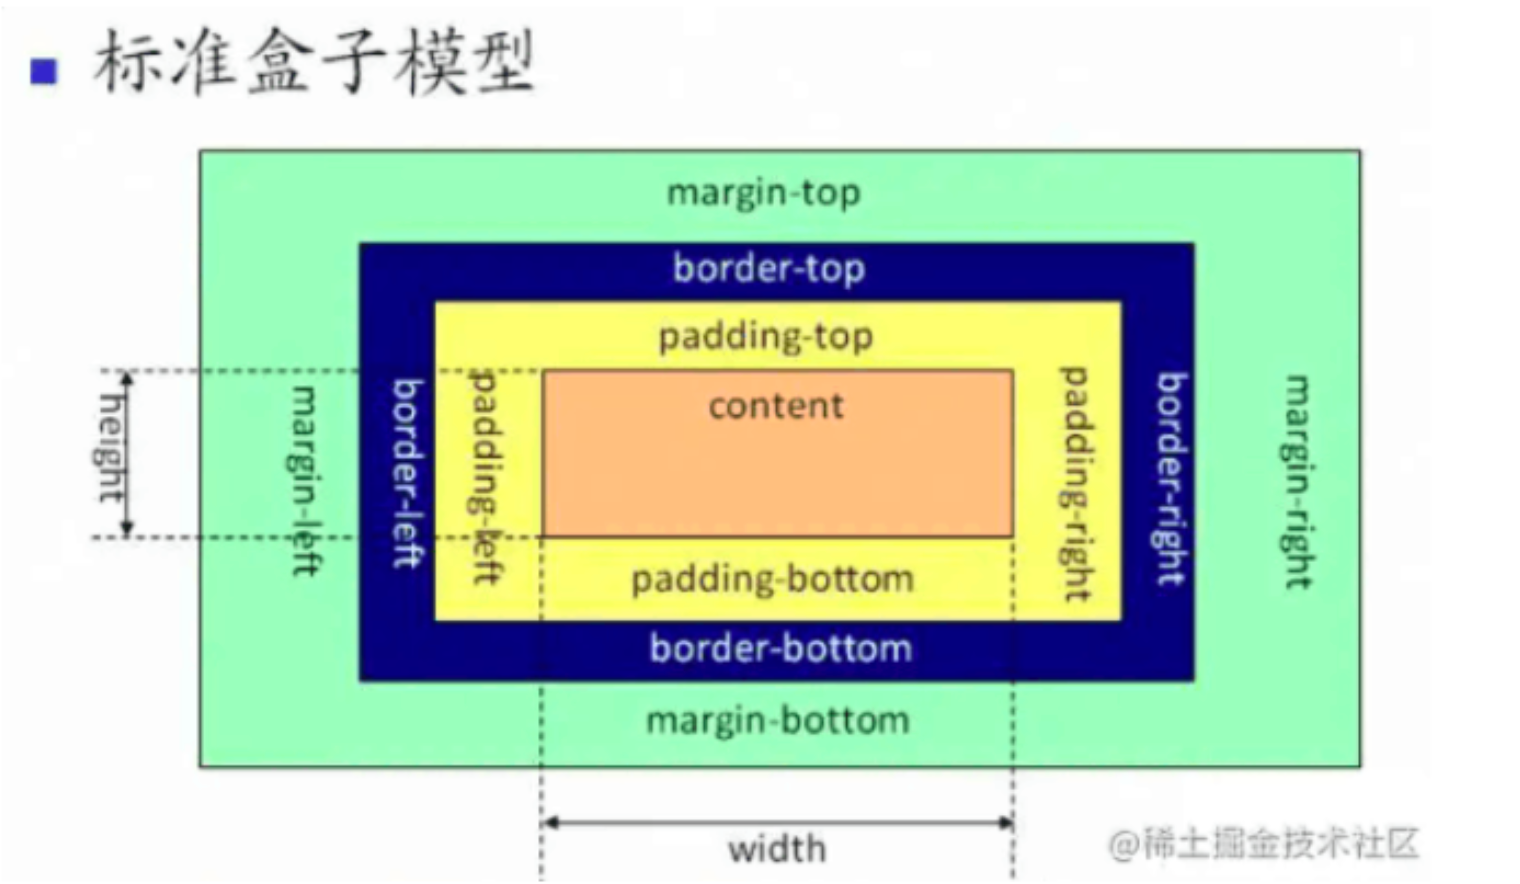 标准盒子模型
margin-top
border-top
padding-top
content
height
margin-left
border-left
padding-left
padding-right
border-right
margin-right
padding-bottom
border-bottom
margin-bottom
width
@稀土掘金技术社区